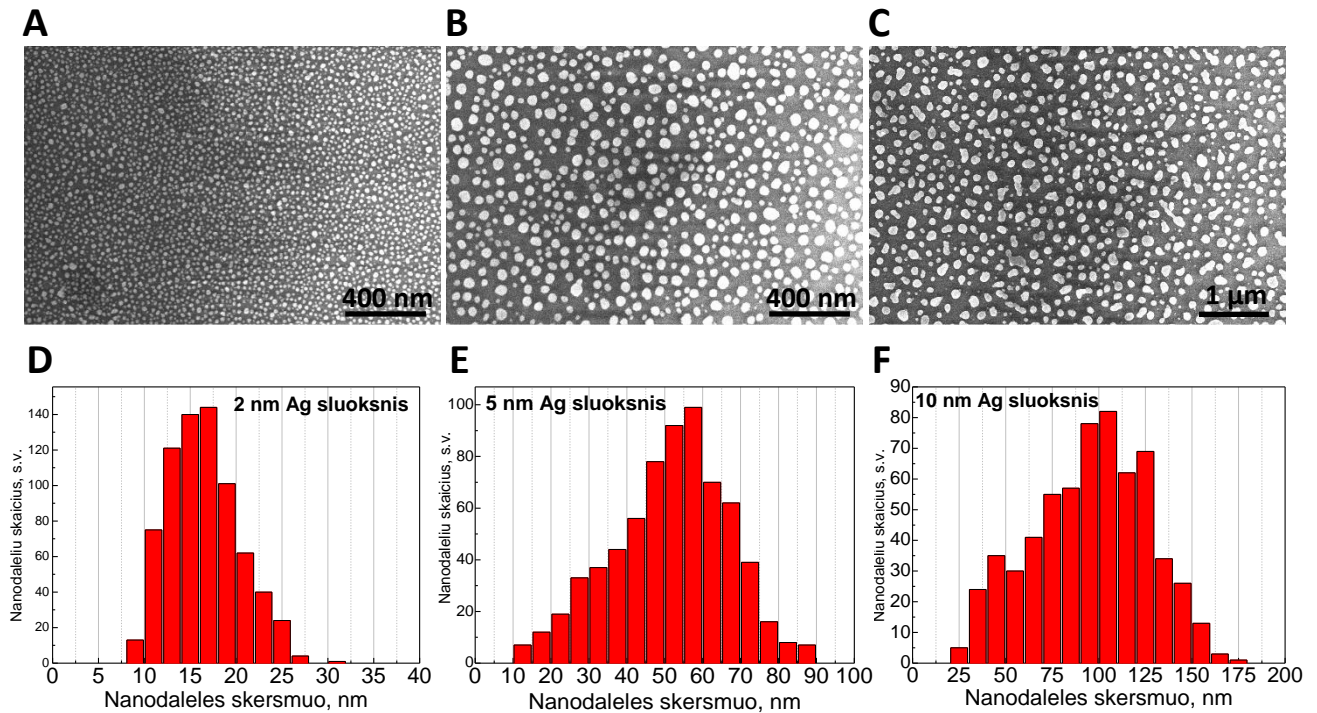 A
B
C
400 nm
400 nm
1 µm
D
E
F
2 nm Ag sluoksnis
5 nm Ag sluoksnis
10 nm Ag sluoksnis
Nanodaleliu skaicius, s.v.
140
120
100
80
60
40
20
0
0 5 10 15 20 25 30 35 40
Nanodaleles skersmuo, nm
Nanodaleliu skaicius, s.v.
100
80
60
40
20
0
0 10 20 30 40 50 60 70 80 90 100
Nanodaleles skersmuo, nm
Nanodaleliu skaicius, s.v.
90
80
70
60
50
40
30
20
10
0
0 25 50 75 100 125 150 175 200
Nanodaleles skersmuo, nm